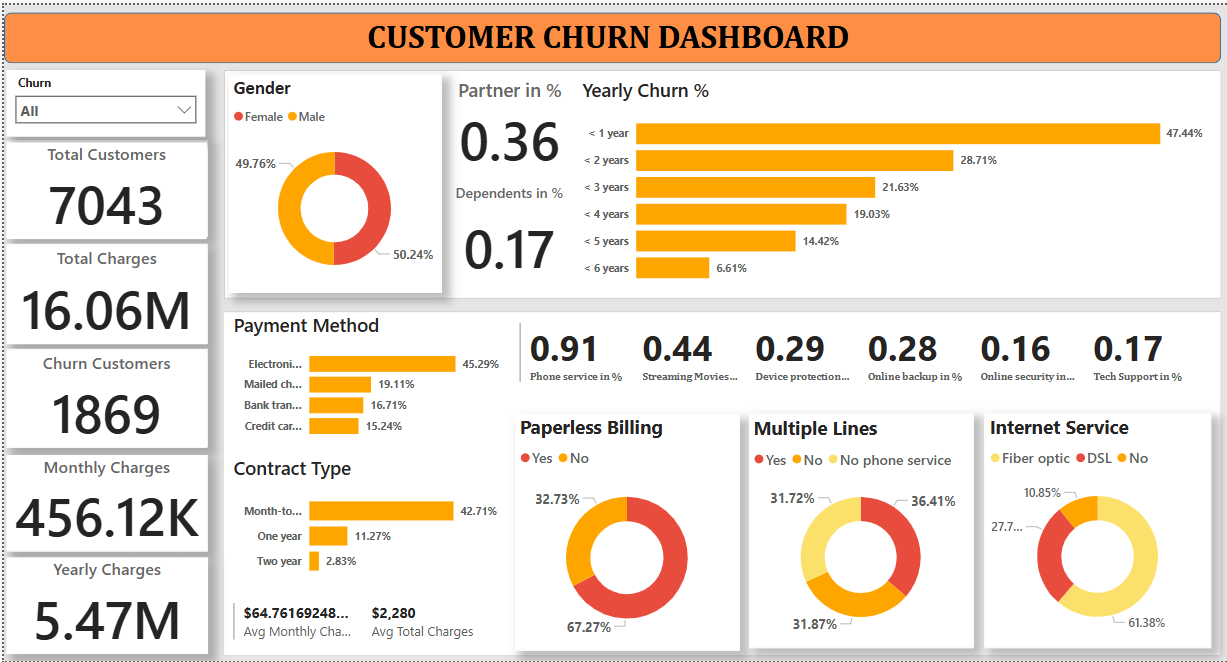 CUSTOMER CHURN DASHBOARD
Churn
All
Total Customers
7043
Total Charges
16.06M
Churn Customers
1869
Monthly Charges
456.12K
Yearly Charges
5.47M
Gender
Female Male
49.76%
50.24%
Partner in %
0.36
Dependents in %
0.17
Yearly Churn %
< 1 year 47.44%
< 2 years 28.71%
< 3 years 21.63%
< 4 years 19.03%
< 5 years 14.42%
< 6 years 6.61%
Payment Method
Electroni... 45.29%
Mailed ch... 19.11%
Bank tran... 16.71%
Credit car... 15.24%
Contract Type
Month-to... 42.71%
One year 11.27%
Two year 2.83%
$64.76169248... $2,280
Avg Monthly Cha... Avg Total Charges
0.91 0.44 0.29 0.28 0.16 0.17
Phone service in % Streaming Movies... Device protection... Online backup in % Online security in... Tech Support in %
Paperless Billing
Yes No
32.73%
67.27%
Multiple Lines
Yes No No phone service
31.72% 36.41%
31.87%
Internet Service
Fiber optic DSL No
10.85%
27.7...
61.38%